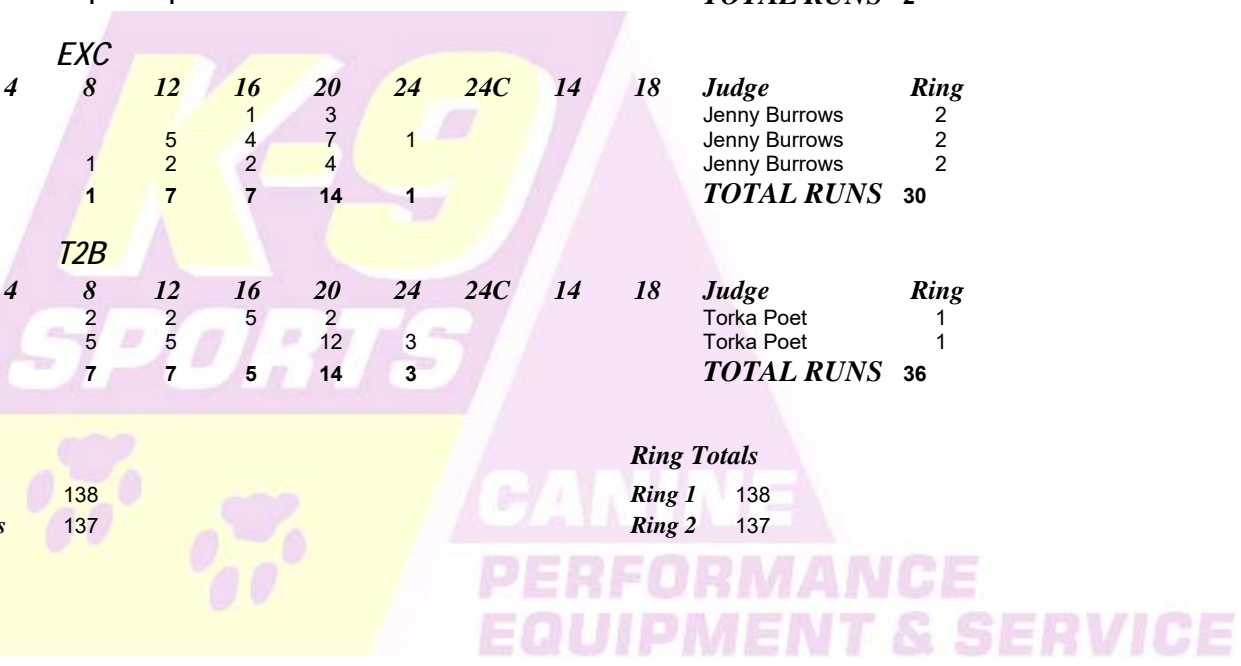 TOTAL RUNS 2
EXC
4 8 12 16 20 24 24C 14 18 Judge Ring
1 3 Jenny Burrows 2
5 4 7 1 Jenny Burrows 2
1 2 2 4 Jenny Burrows 2
1 7 7 14 1 TOTAL RUNS 30
T2B
4 8 12 16 20 24 24C 14 18 Judge Ring
2 2 5 2 Torka Poet 1
5 5 12 3 Torka Poet 1
7 7 5 14 3 TOTAL RUNS 36
Ring Totals
138 Ring 1 138
137 Ring 2 137
K-9
SPORTS
CANINE
PERFORMANCE
EQUIPMENT & SERVICE